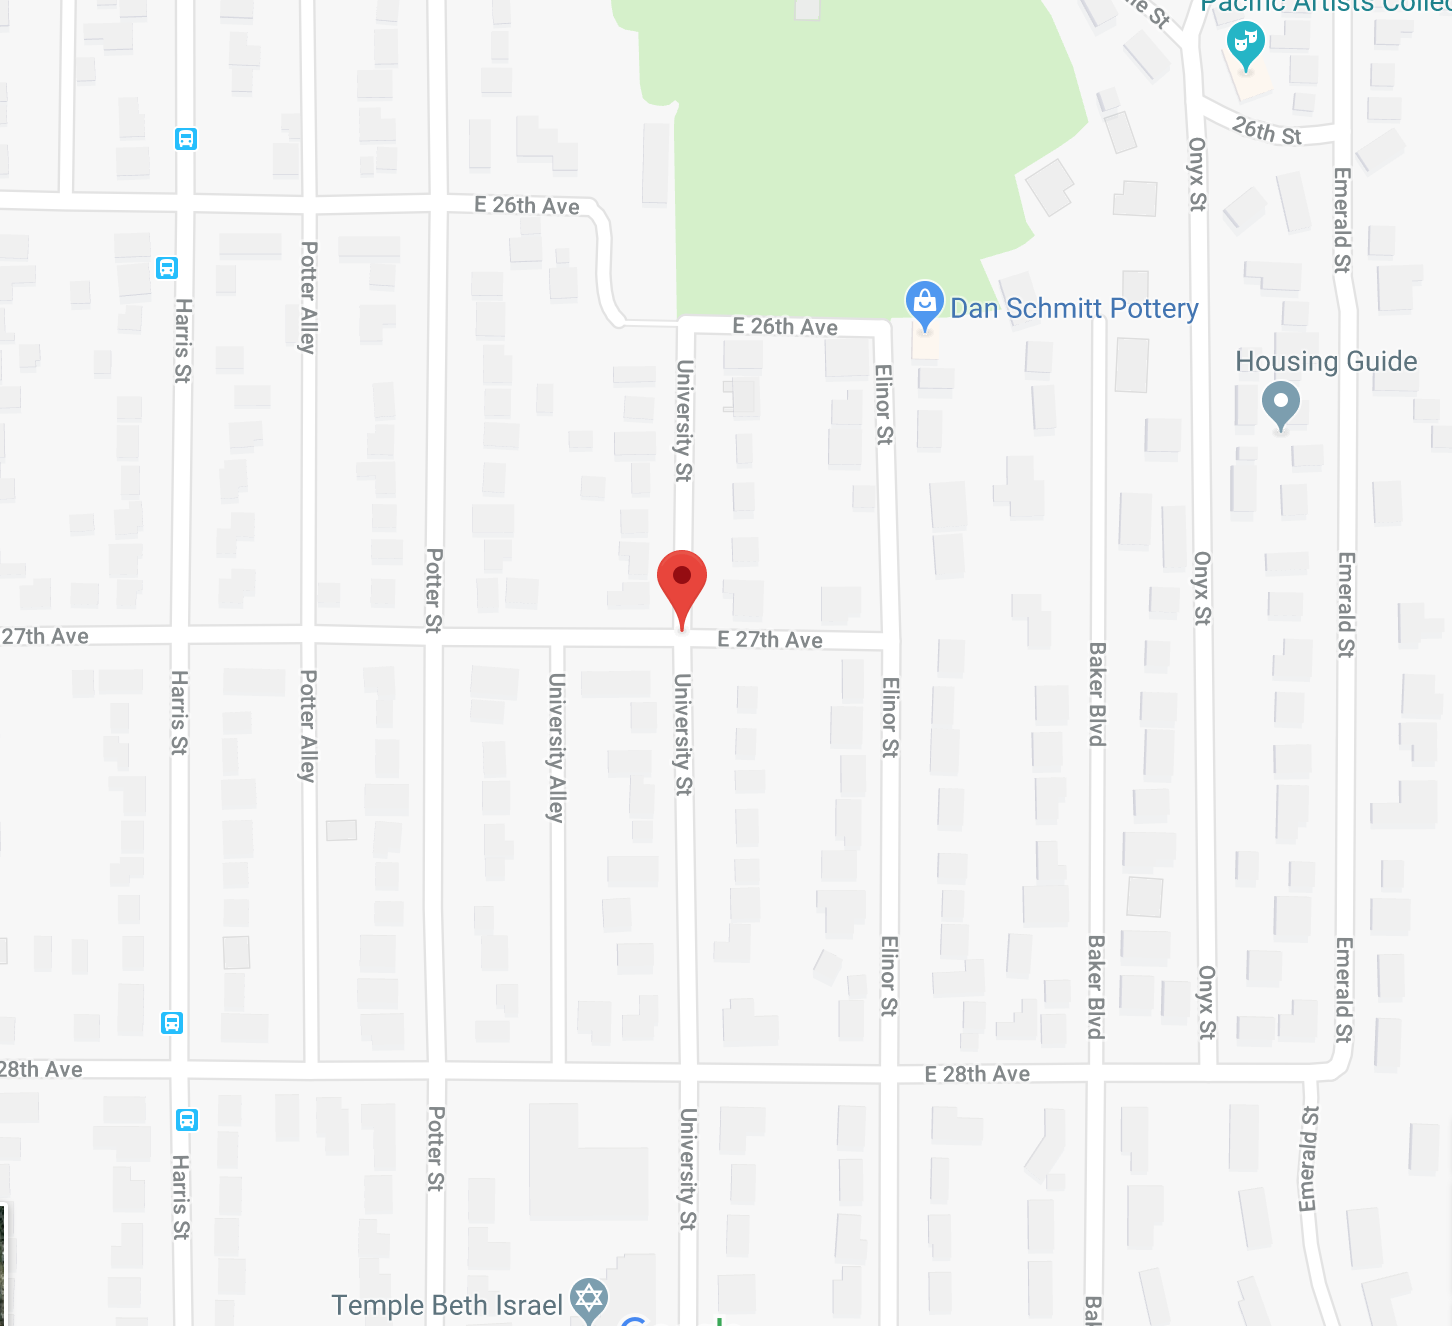 Pacific Artists Collec
ne St
26th St
Onyx St
Emerald St
E 26th Ave
Potter Alley
Harris St
Dan Schmitt Pottery
E 26th Ave
Housing Guide
University St
Elinor St
Potter St
Onyx St
Emerald St
27th Ave
E 27th Ave
Baker Blvd
Harris St
Potter Alley
University Alley
University St
Elinor St
Elinor St
Baker Blvd
Onyx St
Emerald St
28th Ave
E 28th Ave
Potter St
University St
Emerald St
Harris St
Temple Beth Israel
Bak